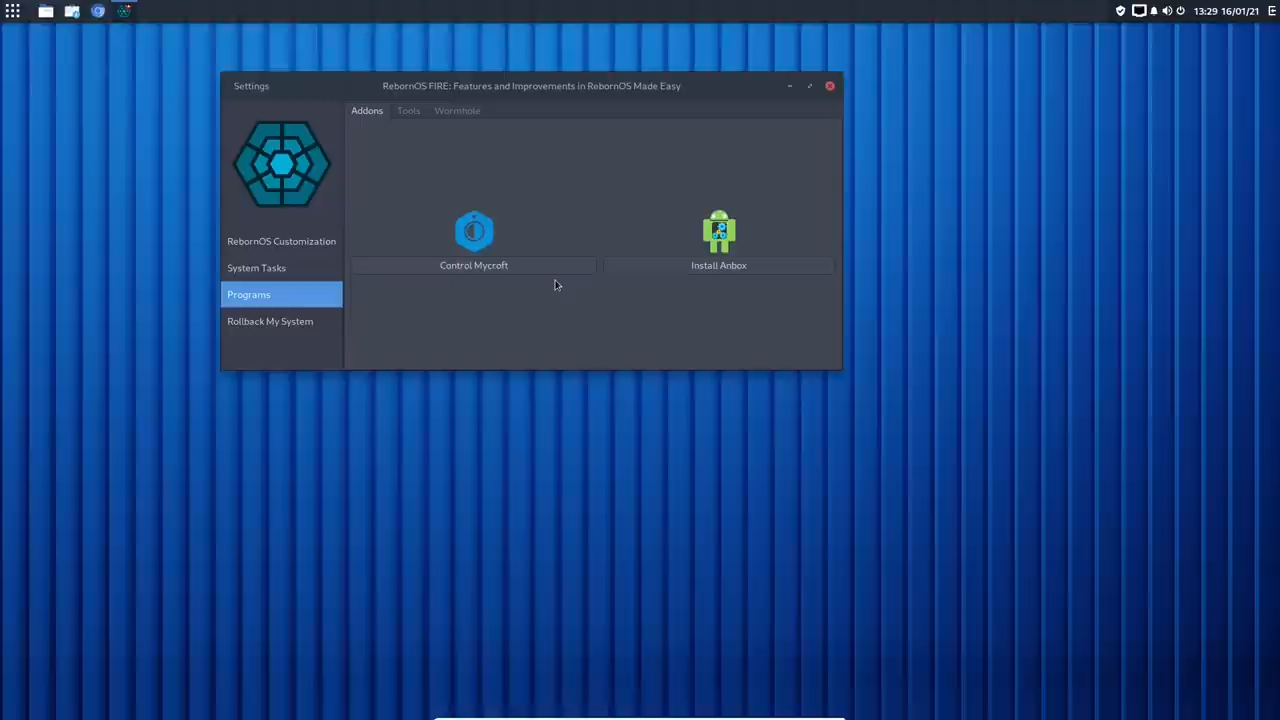 13:29 16/01/21
Settings
RebornOS FIRE: Features and Improvements in RebornOS Made Easy
Addons
Tools
Wormhole
RebornOS Customization
System Tasks
Programs
Rollback My System
Control Mycroft
Install Anbox